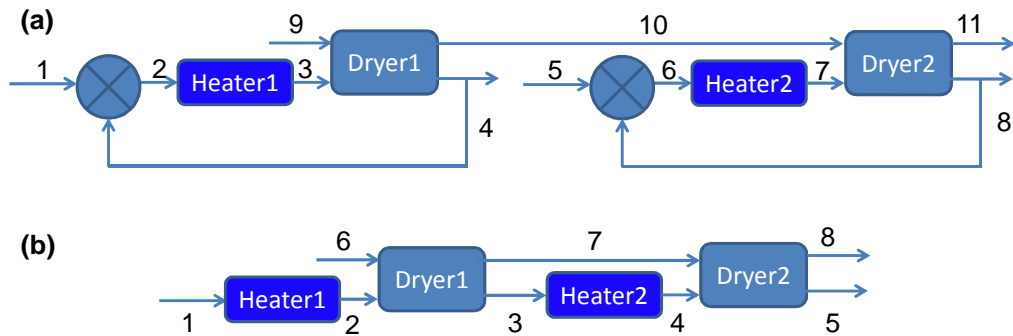 (a)
9 10 11
1 2 Heater1 3 Dryer1 5 6 Heater2 7 Dryer2
4 8
(b)
6 7 8
Heater1 Dryer1 Heater2 Dryer2
1 2 3 4 5